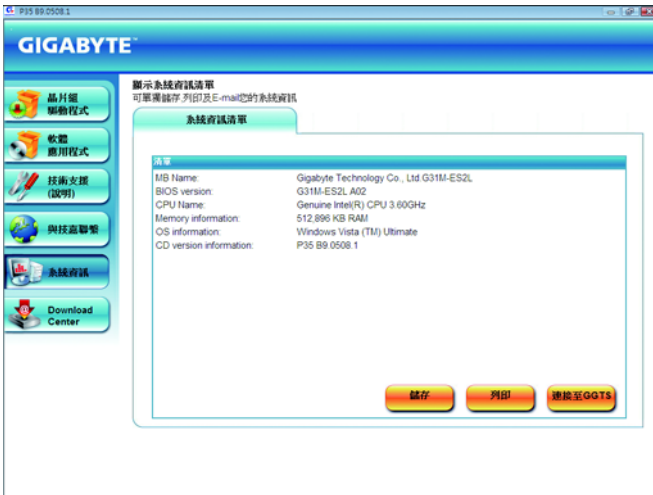 P35 B9.0508.1
GIGABYTE™
晶片組
驅動程式
軟體
應用程式
技術支援
(說明)
與技嘉聯繫
系統資訊
Download
Center
顯示系統資訊清單
可單獨儲存,列印及E-mail您的系統資訊
系統資訊清單
清單
MB Name: Gigabyte Technology Co., Ltd.G31M-ES2L
BIOS version: G31M-ES2L A02
CPU Name: Genuine Intel(R) CPU 3.60GHz
Memory information: 512,896 KB RAM
OS information: Windows Vista (TM) Ultimate
CD version information: P35 B9.0508.1
儲存 列印 連接至GGTS